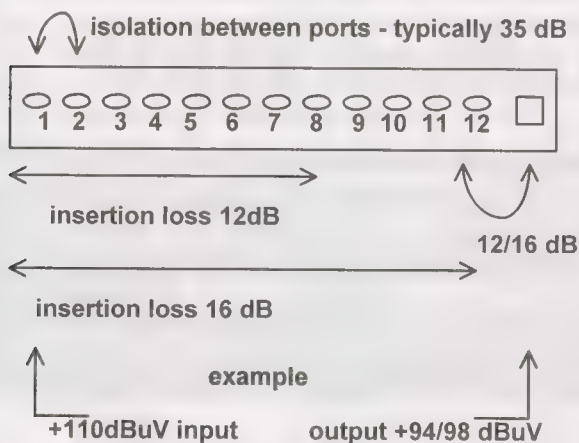 isolation between ports - typically 35 dB
1 2 3 4 5 6 7 8 9 10 11 12
insertion loss 12dB
12/16 dB
insertion loss 16 dB
example
+110dBuV input output +94/98 dBuV